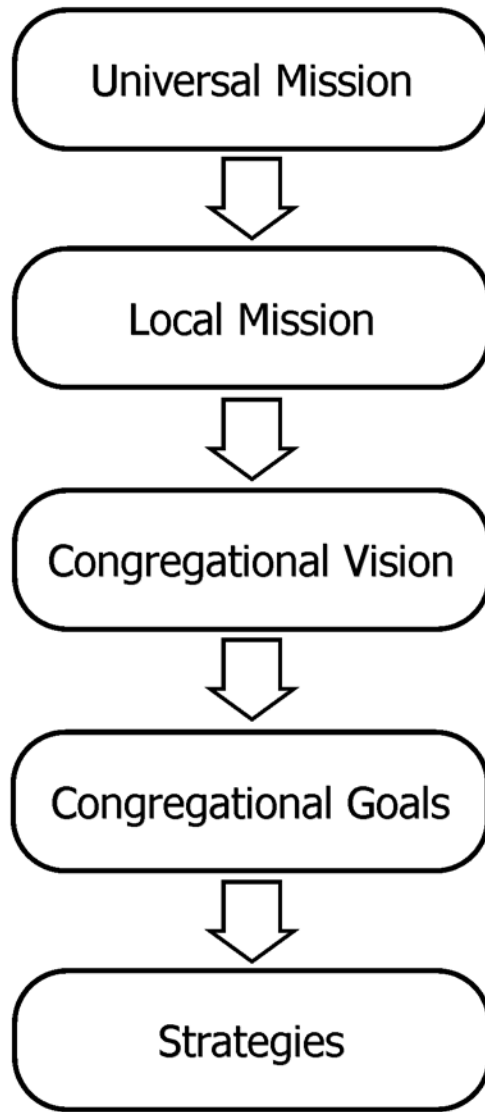 Universal Mission
Local Mission
Congregational Vision
Congregational Goals
Strategies